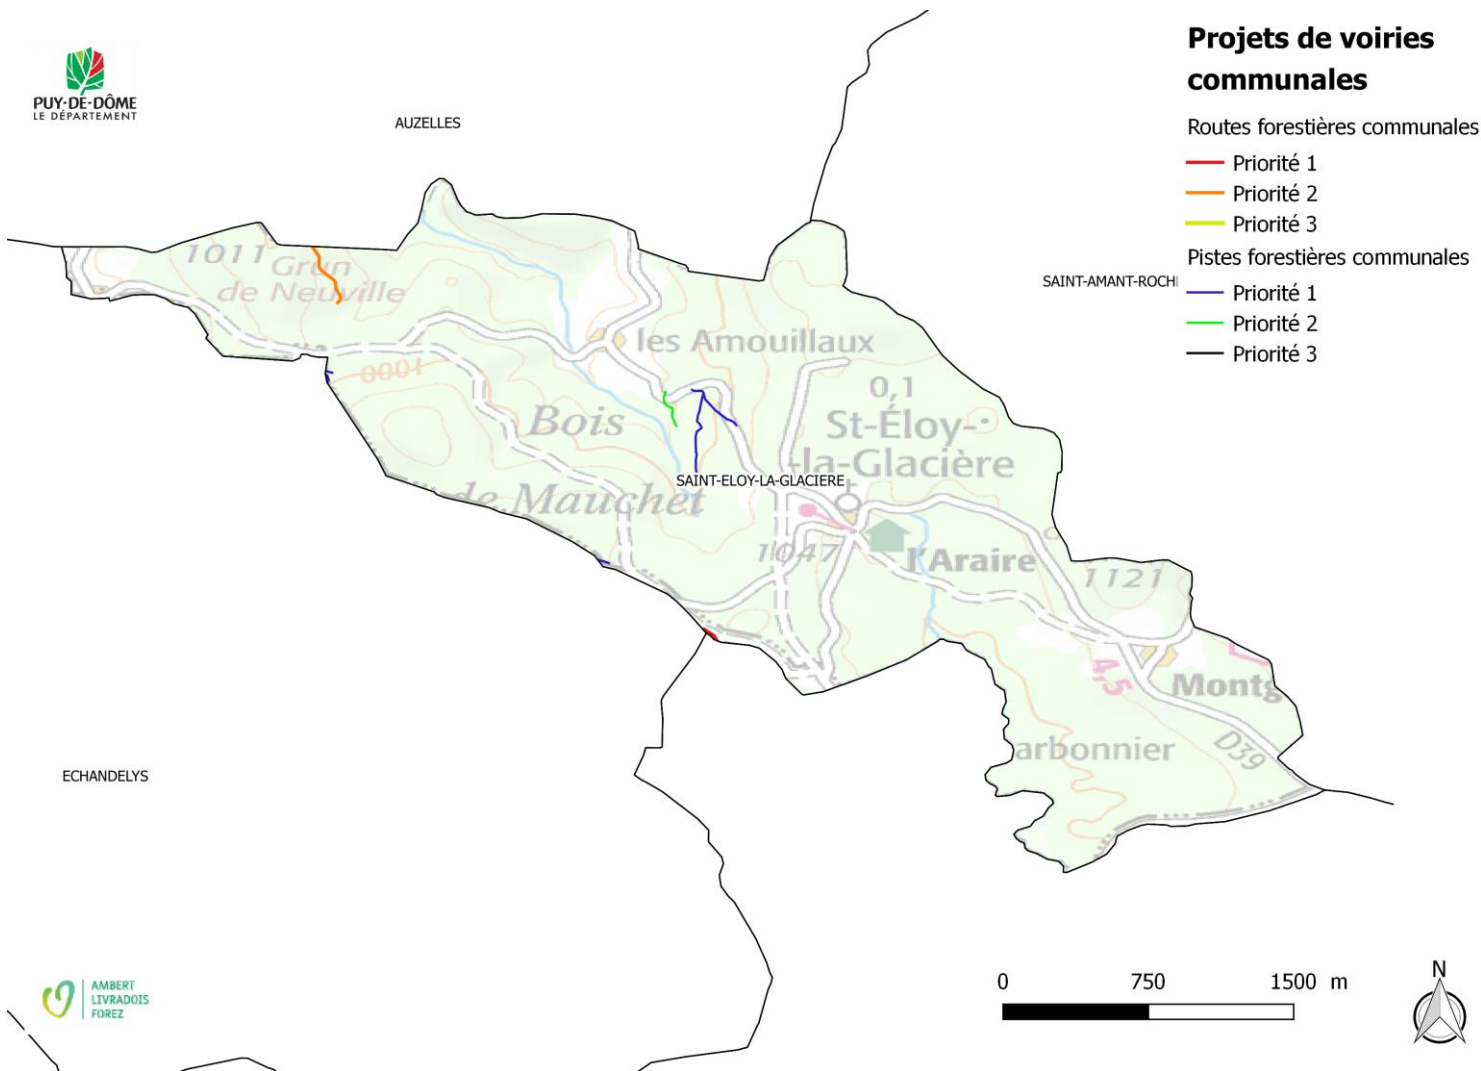 Projets de voiries
communales
Routes forestières communales
Priorité 1
Priorité 2
Priorité 3
Pistes forestières communales
Priorité 1
Priorité 2
Priorité 3
PUY-DE-DÔME
LE DÉPARTEMENT
AUZELLES
SAINT-AMANT-ROCH
1011
Grun
de Neuville
les Amouillaux
1000
0,1
Bois
de Mauchet
St-Éloy-
-la-Glacière
SAINT-ELOY-LA-GLACIERE
1047
l'Araire
1121
4,5
Montg
D39
arbonnier
ECHANDELYS
AMBERT
LIVRADOIS
FOREZ
0 750 1500 m
N